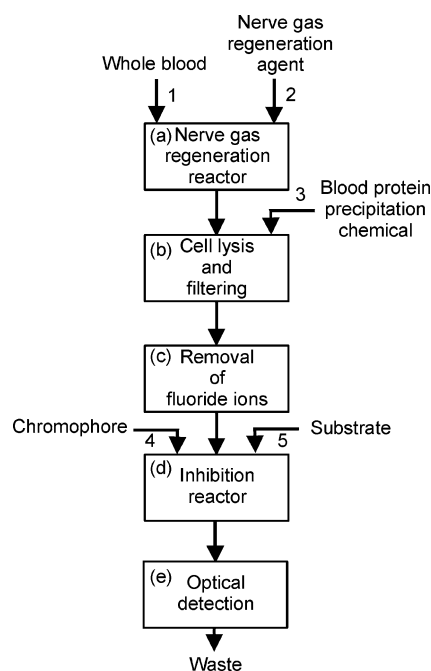 Nerve gas
regeneration
agent
Whole blood
1
2
(a) Nerve gas
regeneration
reactor
3
Blood protein
precipitation
chemical
(b) Cell lysis
and
filtering
(c) Removal
of
fluoride ions
Chromophore
4
5
Substrate
(d)
Inhibition
reactor
(e)
Optical
detection
Waste